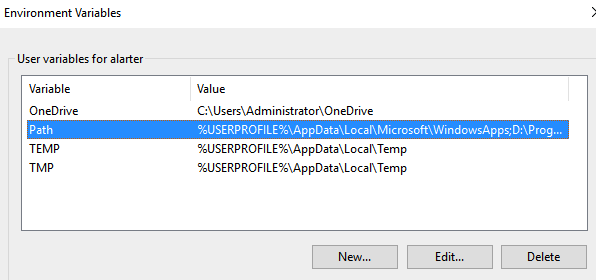 Environment Variables
User variables for alarter
Variable Value
OneDrive C:\Users\Administrator\OneDrive
Path %USERPROFILE%\AppData\Local\Microsoft\WindowsApps;D:\Prog...
TEMP %USERPROFILE%\AppData\Local\Temp
TMP %USERPROFILE%\AppData\Local\Temp
New... Edit... Delete